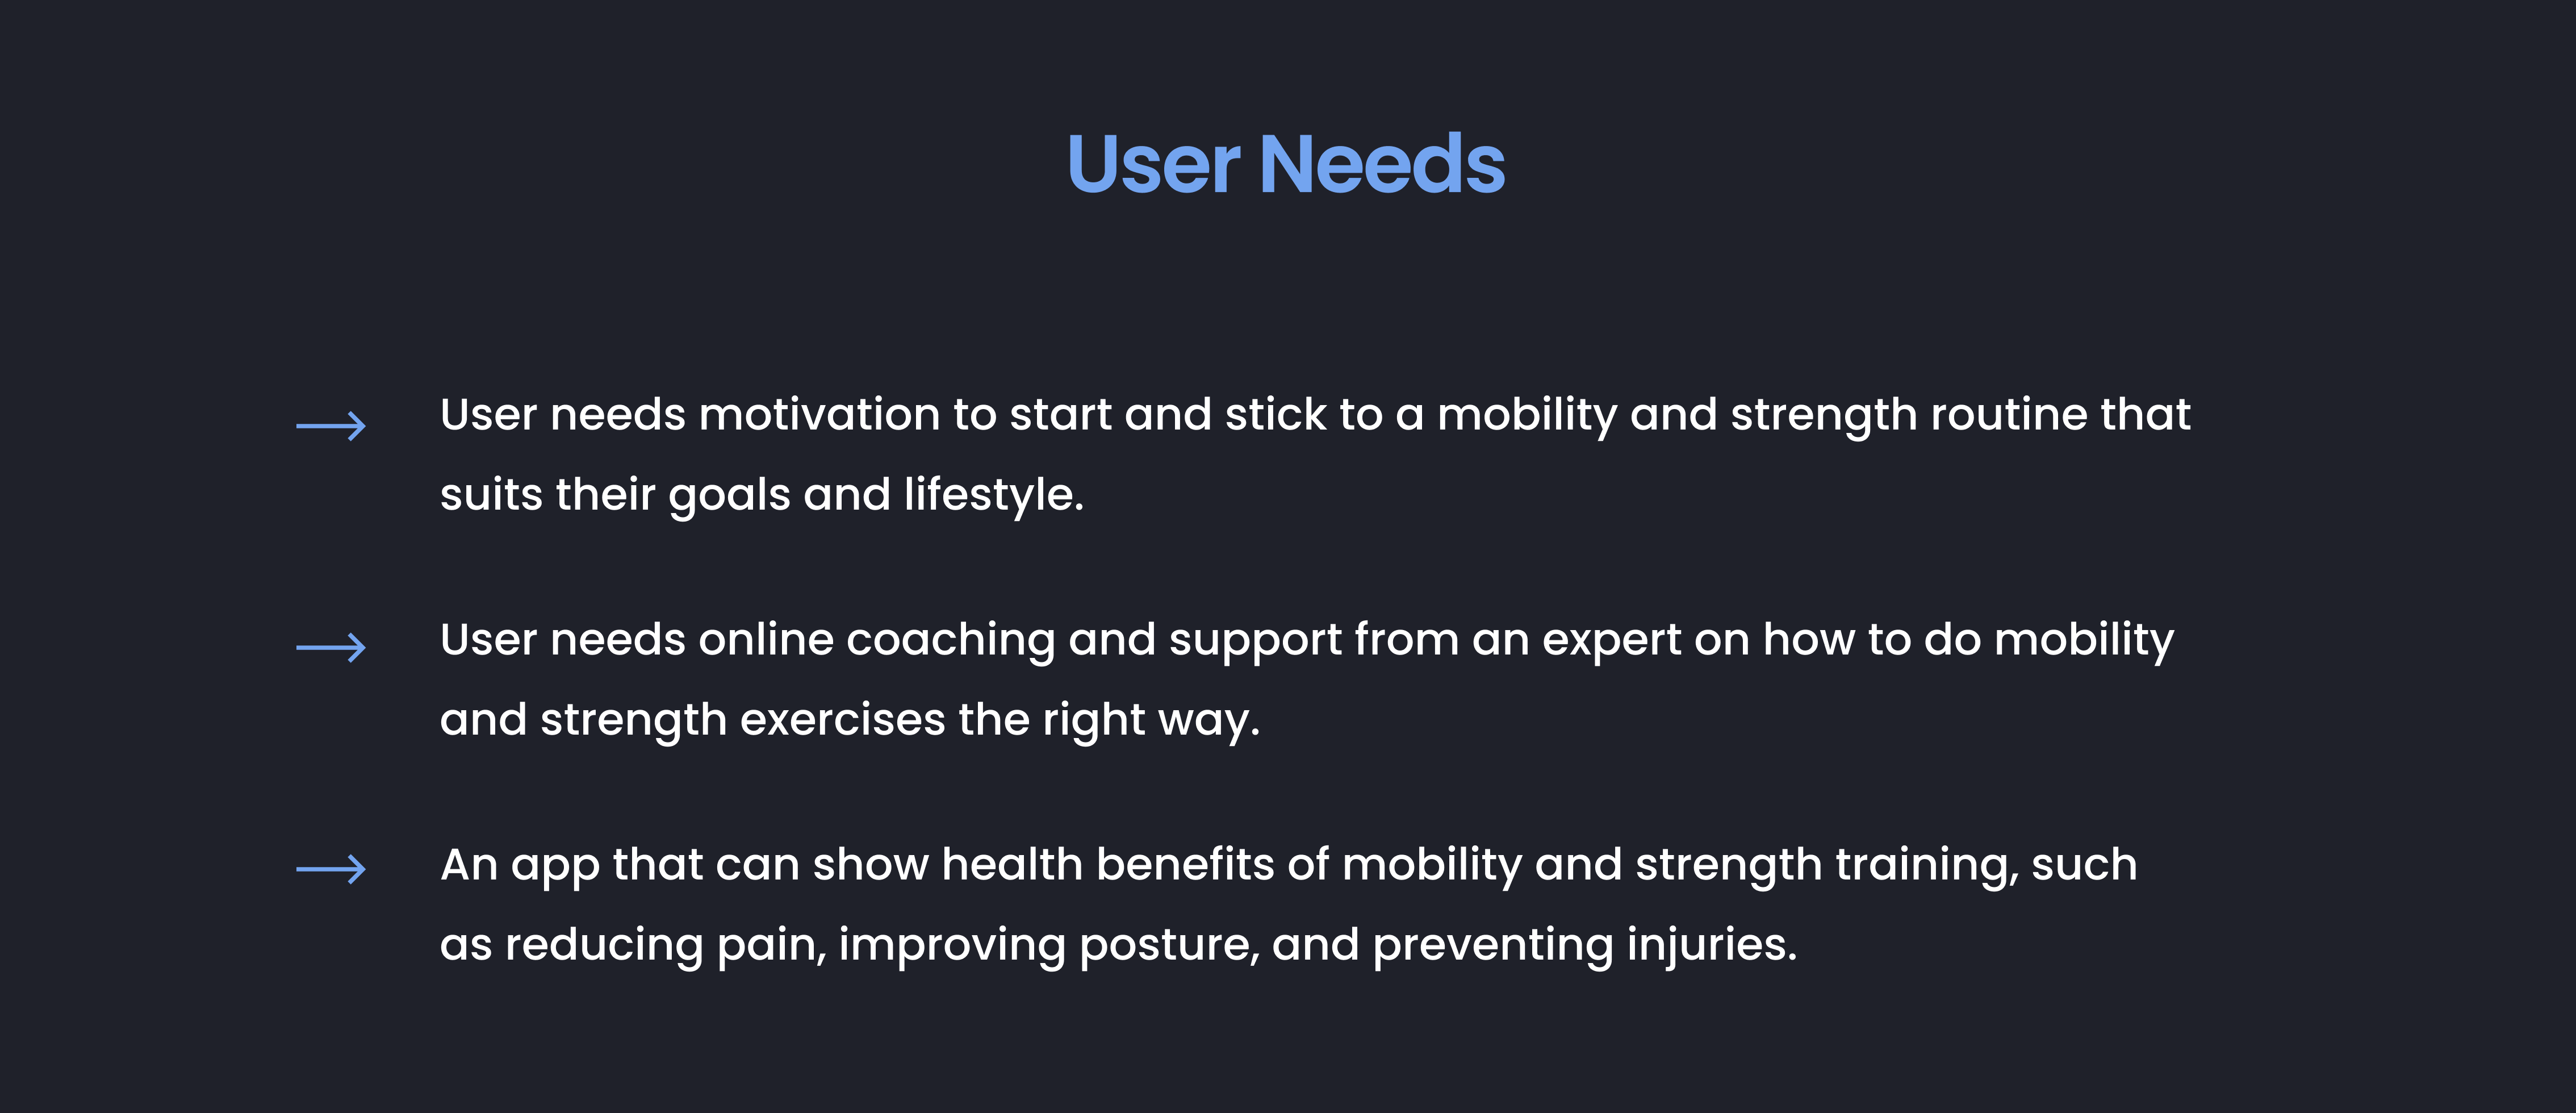 User Needs
User needs motivation to start and stick to a mobility and strength routine that
suits their goals and lifestyle.
User needs online coaching and support from an expert on how to do mobility
and strength exercises the right way.
An app that can show health benefits of mobility and strength training, such
as reducing pain, improving posture, and preventing injuries.